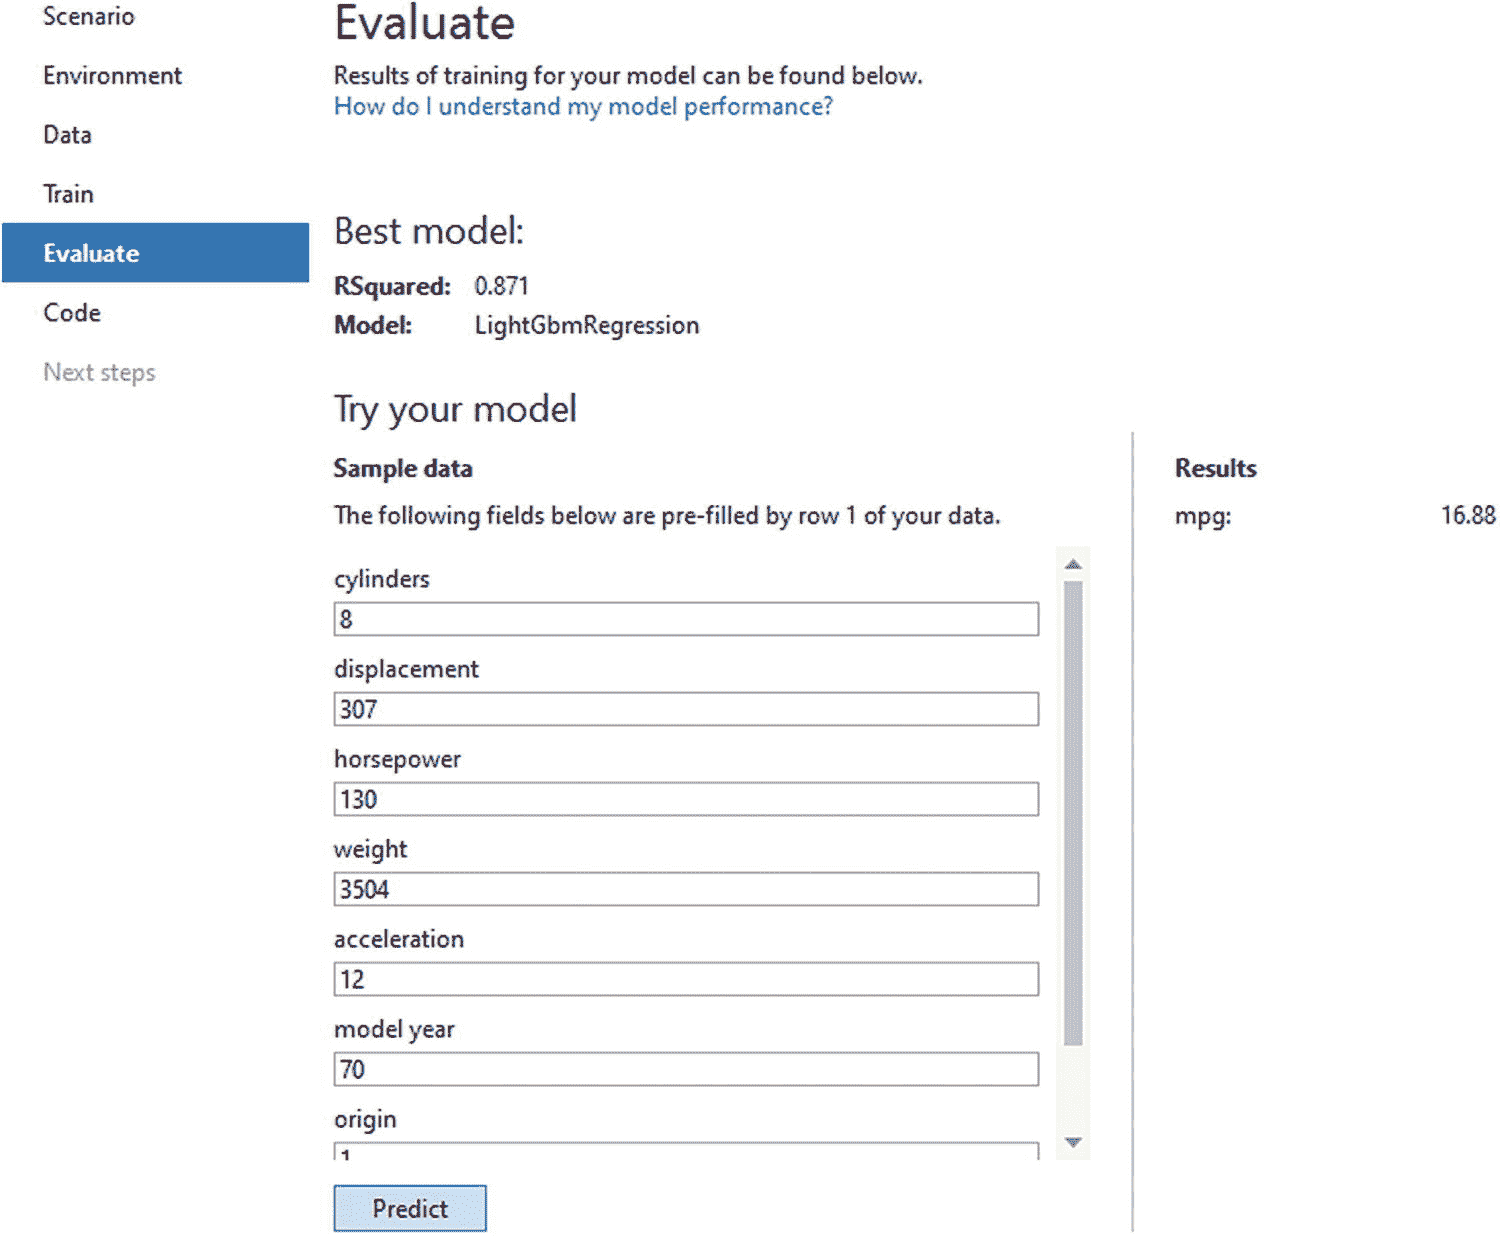 Scenario
Environment
Data
Train
Evaluate
Code
Next steps
Evaluate
Results of training for your model can be found below.
How do I understand my model performance?
Best model:
RSquared: 0.871
Model: LightGbmRegression
Try your model
Sample data
The following fields below are pre-filled by row 1 of your data.
cylinders
8
displacement
307
horsepower
130
weight
3504
acceleration
12
model year
70
origin
1
Predict
Results
mpg: 16.88